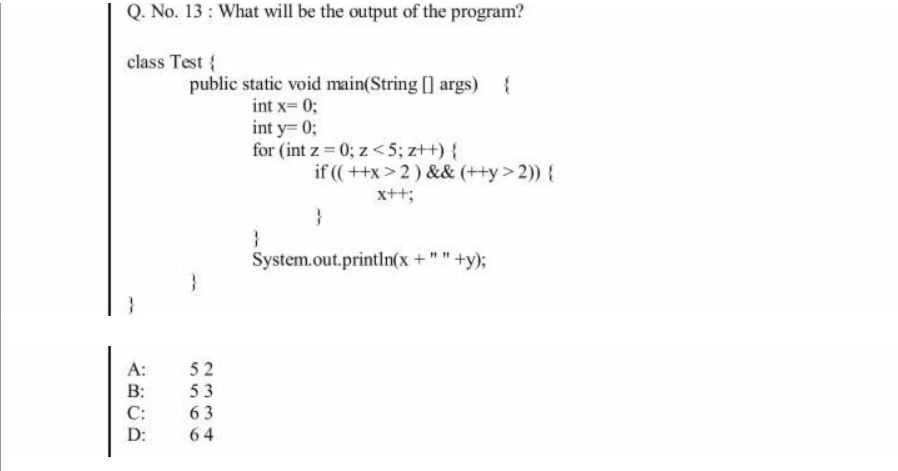 Q. No. 13 : What will be the output of the program?
class Test {
public static void main(String [] args) {
int x= 0;
int y= 0;
for (int z = 0; z < 5; z++) {
if (( ++x > 2 ) && (++y > 2)) {
x++;
}
}
System.out.println(x + " " +y);
}
}
A: 5 2
B: 5 3
C: 6 3
D: 6 4